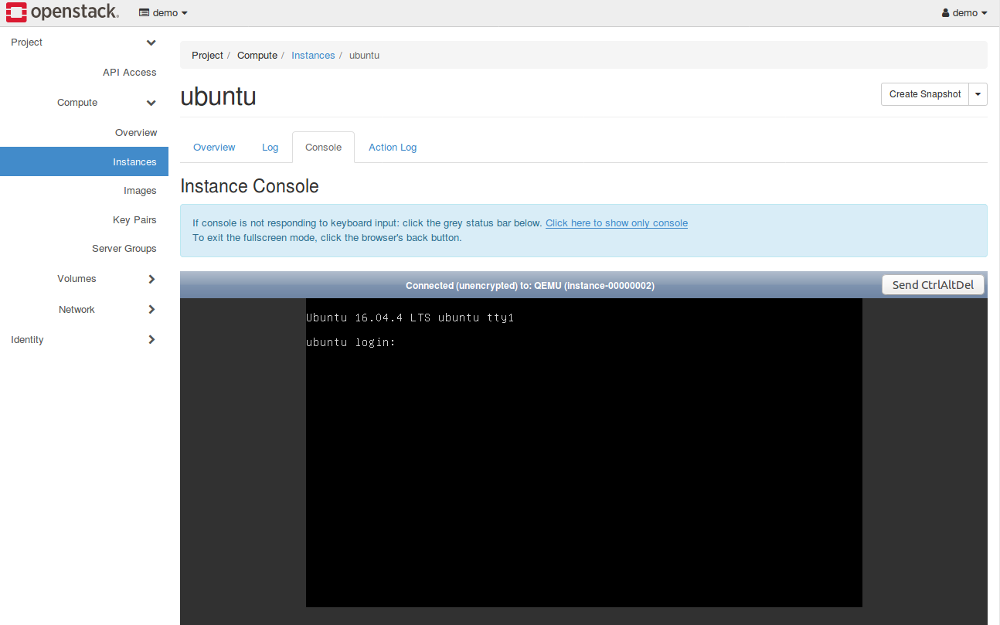 openstack. demo demo
Project
API Access
Compute
Overview
Instances
Images
Key Pairs
Server Groups
Volumes
Network
Identity
Project / Compute / Instances / ubuntu
ubuntu
Create Snapshot
Overview Log Console Action Log
Instance Console
If console is not responding to keyboard input: click the grey status bar below. Click here to show only console
To exit the fullscreen mode, click the browser's back button.
Connected (unencrypted) to: QEMU (instance-00000002)
Send CtrlAltDel
Ubuntu 16.04.4 LTS ubuntu tty1
ubuntu login: